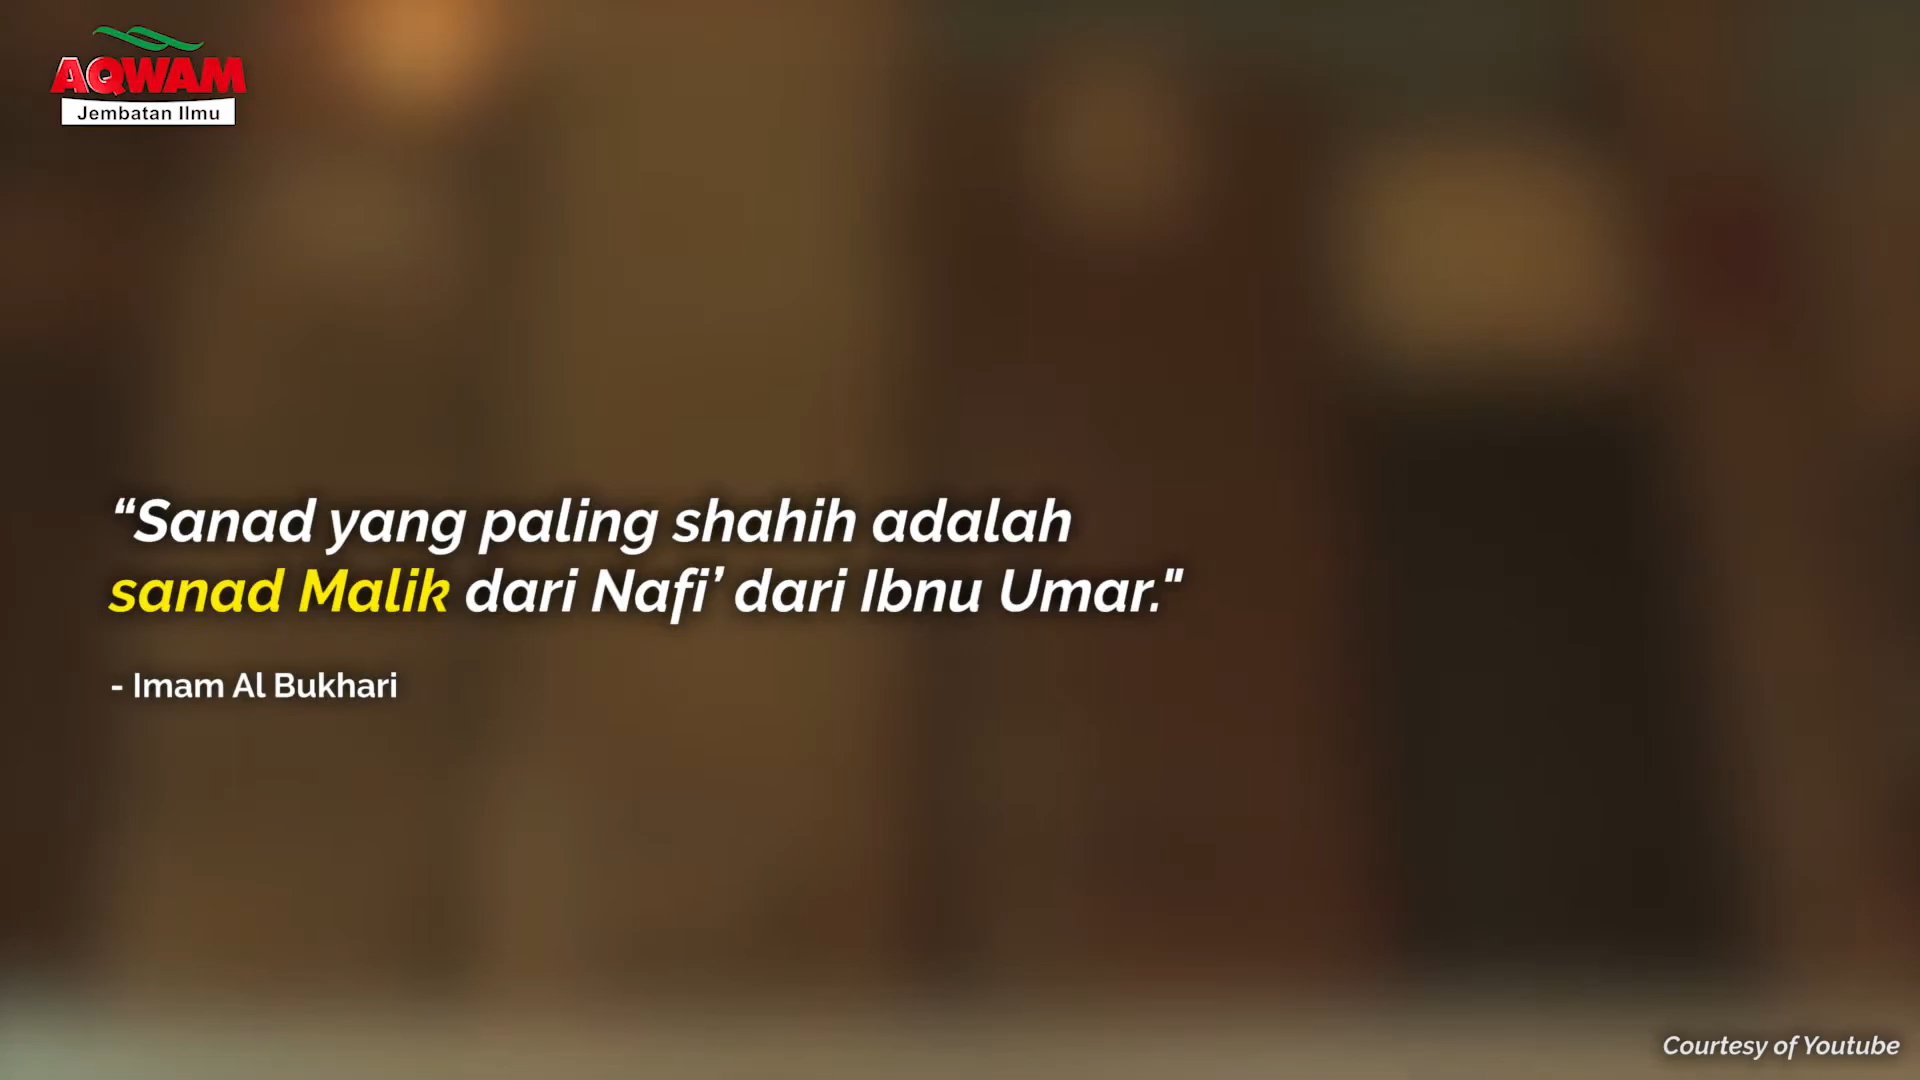 AQWAM
Jembatan Ilmu
“Sanad yang paling shahih adalah
sanad Malik dari Nafi’ dari Ibnu Umar."
- Imam Al Bukhari
Courtesy of Youtube